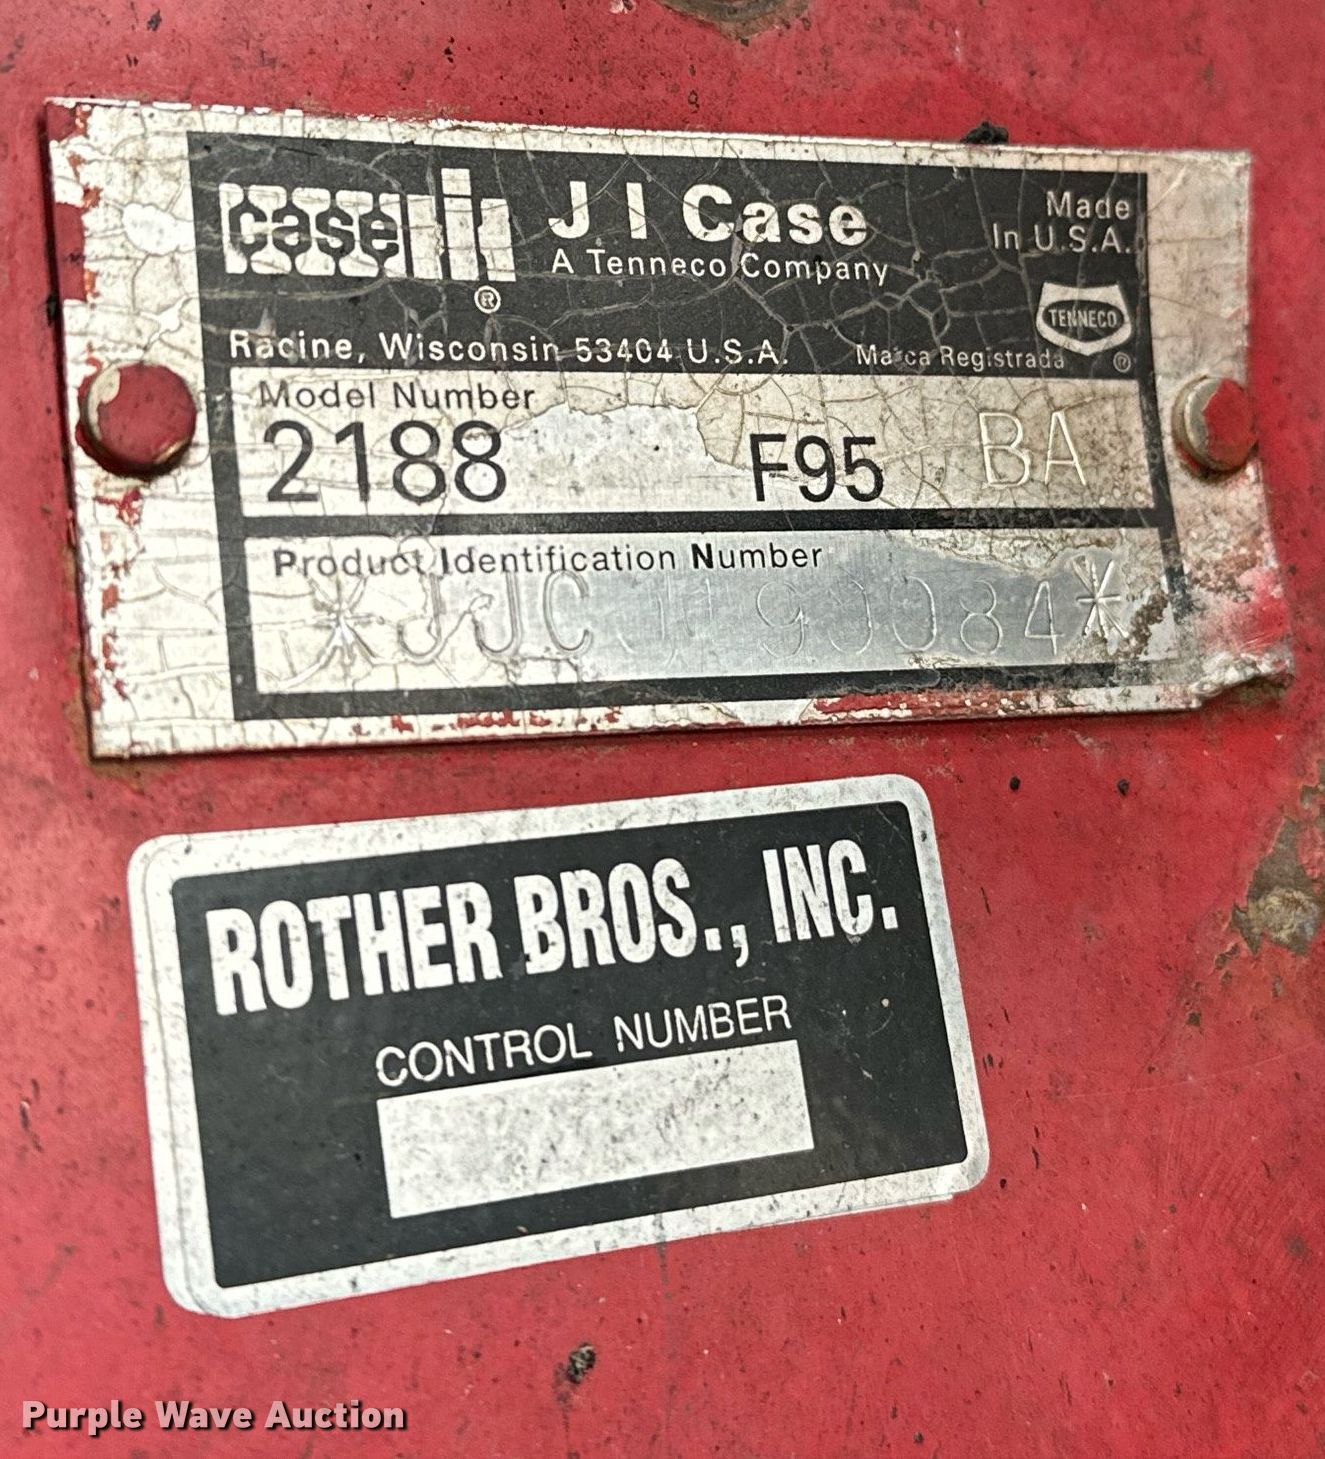 case IH ®
J I Case
A Tenneco Company
Made
In U.S.A.
TENNECO ®
Racine, Wisconsin 53404 U.S.A.
Marca Registrada
Model Number
2188 F95 BA
Product Identification Number
*JJC0190084*
ROTHER BROS., INC.
CONTROL NUMBER
Purple Wave Auction